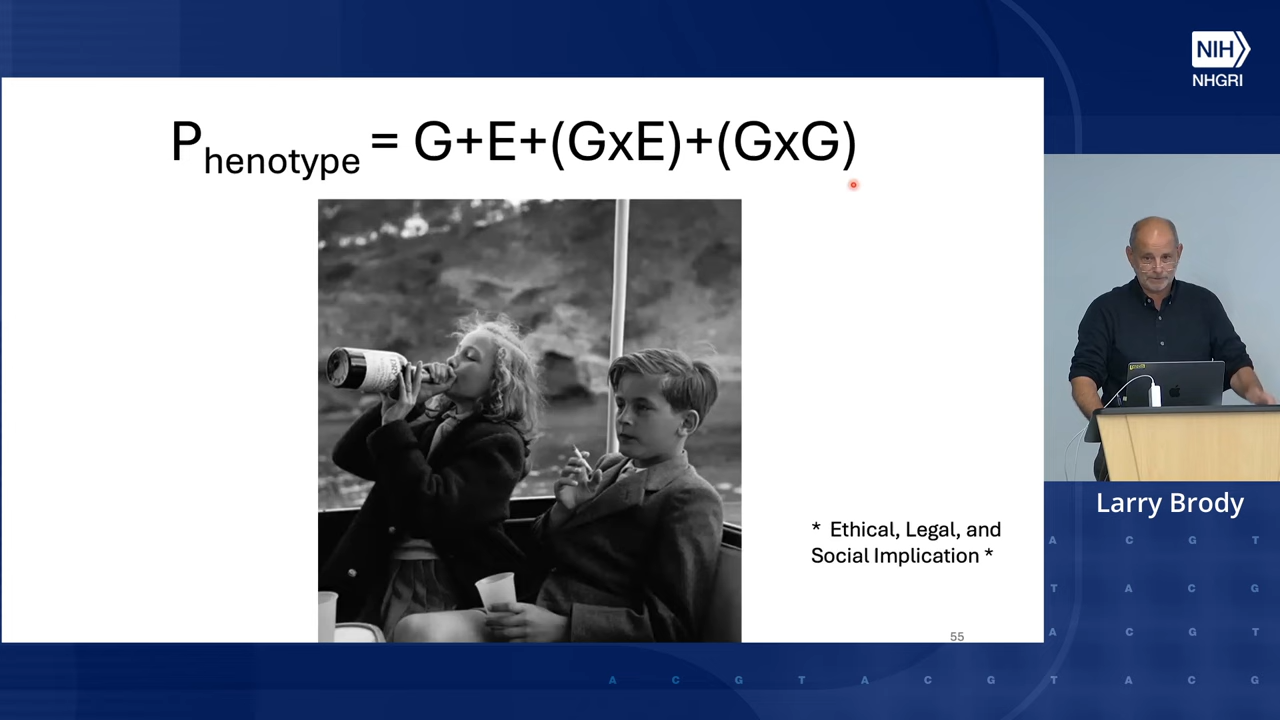 NIH
NHGRI
Phenotype = G+E+(GxE)+(GxG)
* Ethical, Legal, and
Social Implication *
55
Larry Brody
A C G T
T A C G
A C G T
A C G T A C G T A C G